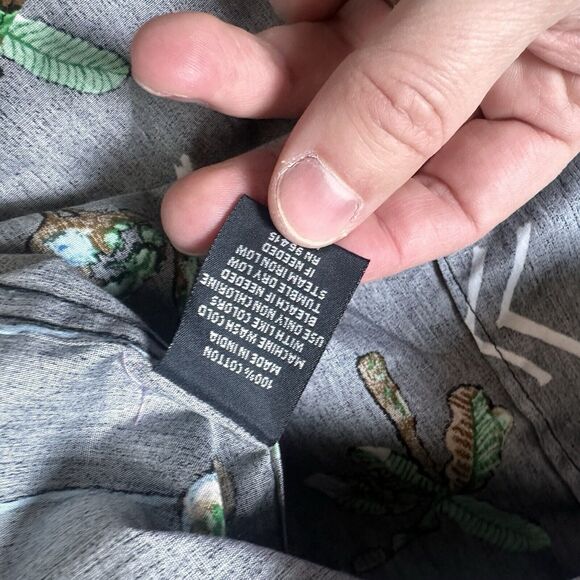 100% COTTON
MADE IN INDIA
MACHINE WASH COLD
WITH LIKE COLORS
USE ONLY NON CHLORINE
BLEACH IF NEEDED
TUMBLE DRY LOW
STEAM IRON LOW
IF NEEDED
RN 96415